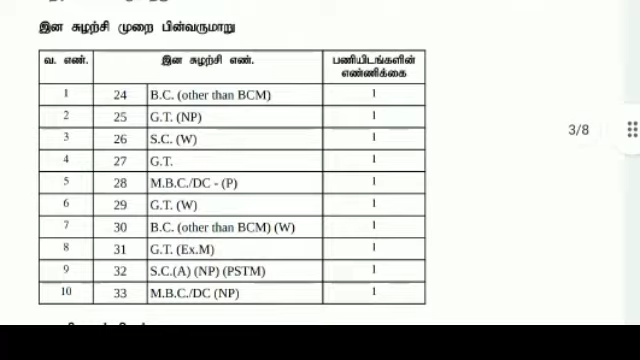 இன சுழற்சி முறை பின்வருமாறு
வ. எண். இன சுழற்சி எண். பணியிடங்களின் எண்ணிக்கை
1 24 B.C. (other than BCM) 1
2 25 G.T. (NP) 1
3 26 S.C. (W) 1
4 27 G.T. 1
5 28 M.B.C./DC - (P) 1
6 29 G.T. (W) 1
7 30 B.C. (other than BCM) (W) 1
8 31 G.T. (Ex.M) 1
9 32 S.C.(A) (NP) (PSTM) 1
10 33 M.B.C./DC (NP) 1
3/8